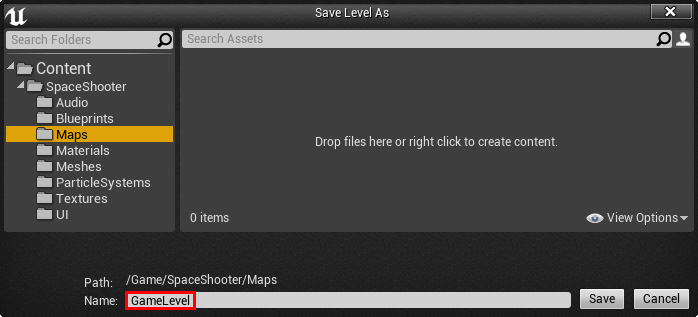 Save Level As
Search Folders
Content
SpaceShooter
Audio
Blueprints
Maps
Materials
Meshes
ParticleSystems
Textures
UI
Search Assets
Drop files here or right click to create content.
0 items
View Options
Path: /Game/SpaceShooter/Maps
Name: GameLevel
Save Cancel